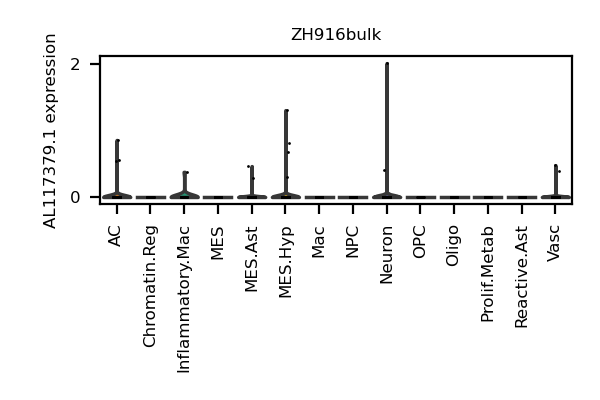 ZH916bulk
AL117379.1 expression
2
0
AC
Chromatin.Reg
Inflammatory.Mac
MES
MES.Ast
MES.Hyp
Mac
NPC
Neuron
OPC
Oligo
Prolif.Metab
Reactive.Ast
Vasc